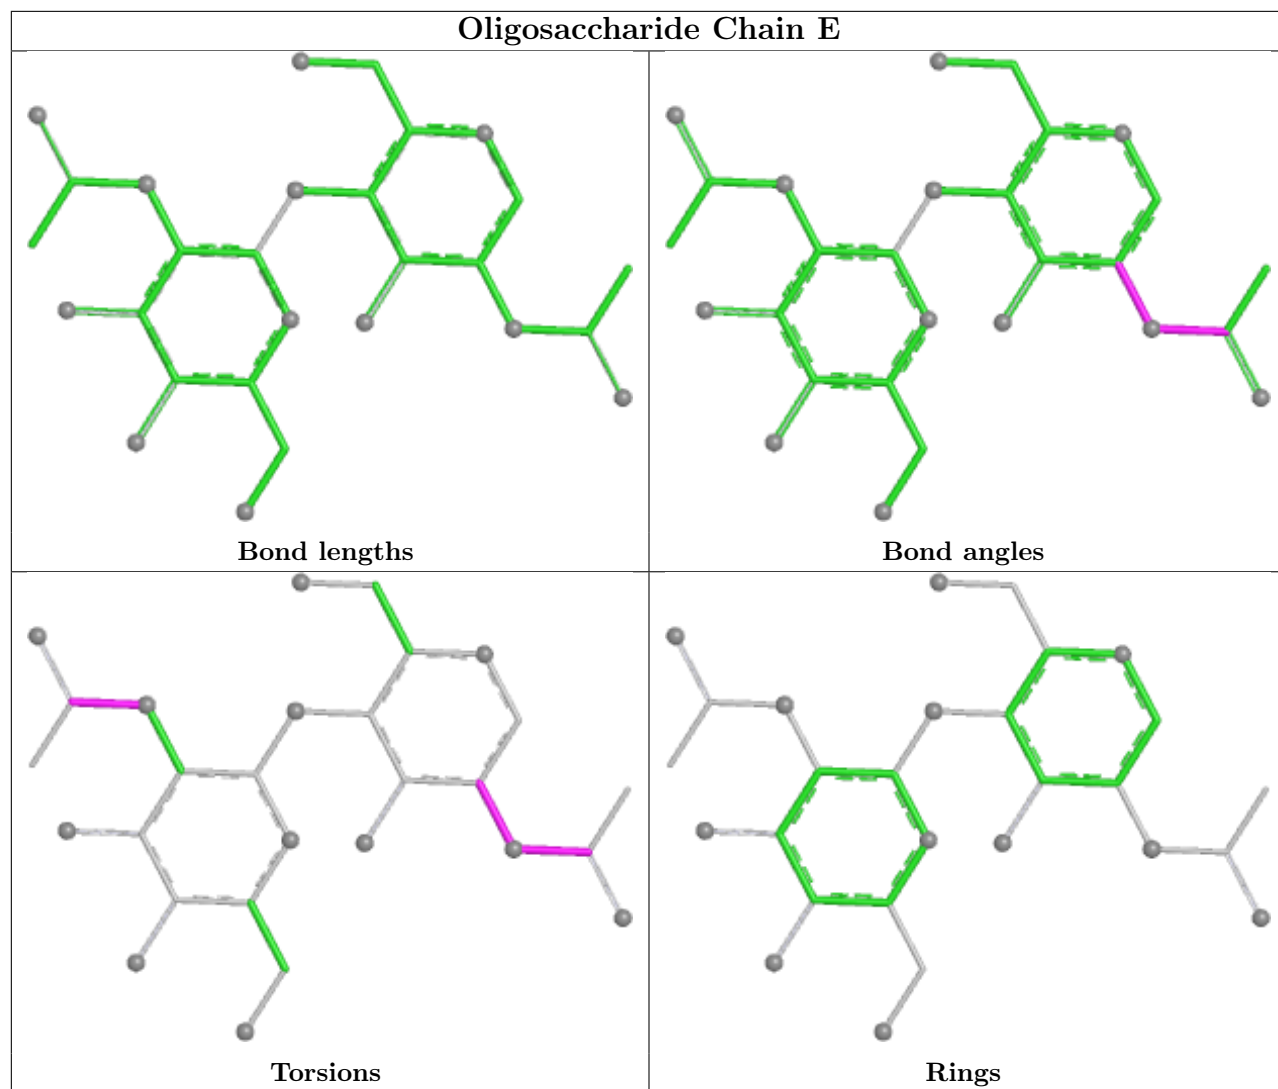 Oligosaccharide Chain E
Bond lengths
Bond angles
Torsions
Rings